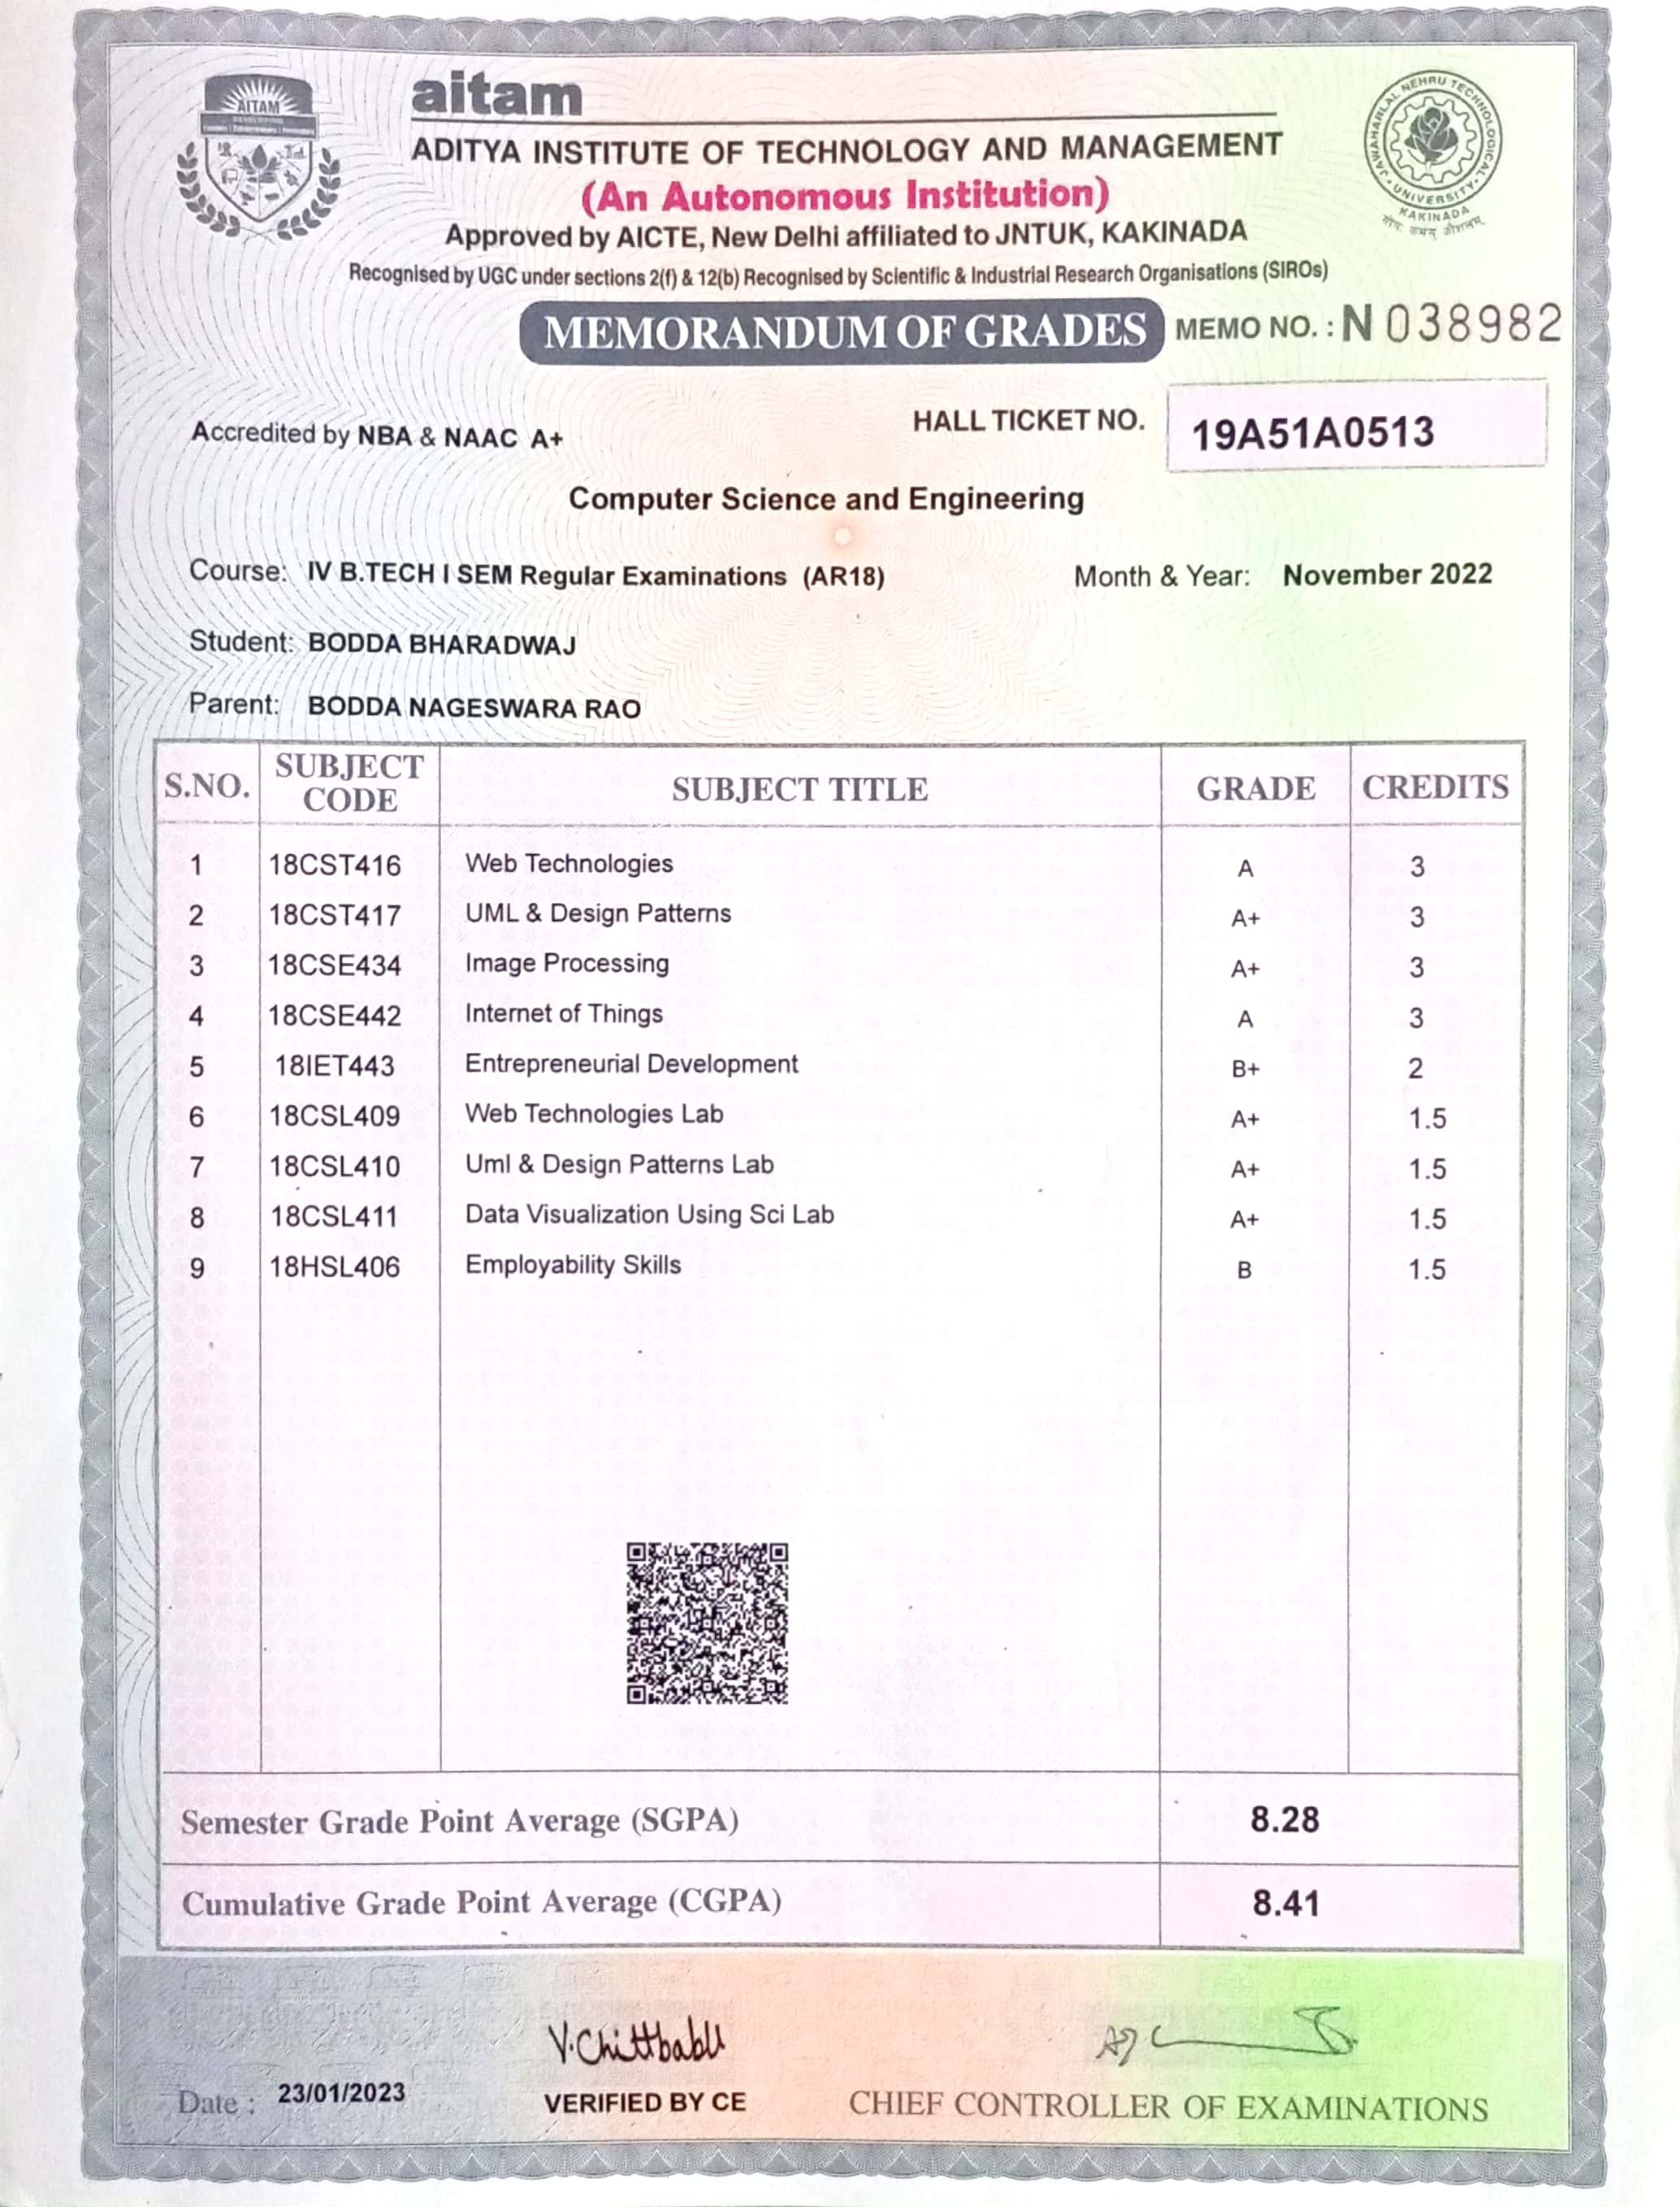 aitam
AITAM
ADITYA INSTITUTE OF TECHNOLOGY AND MANAGEMENT
(An Autonomous Institution)
Approved by AICTE, New Delhi affiliated to JNTUK, KAKINADA
Recognised by UGC under sections 2(f) & 12(b) Recognised by Scientific & Industrial Research Organisations (SIROs)
JAWAHARLAL NEHRU TECHNOLOGICAL UNIVERSITY
KAKINADA
MEMORANDUM OF GRADES MEMO NO. : N 038982
Accredited by NBA & NAAC A+ HALL TICKET NO. 19A51A0513
Computer Science and Engineering
Course: IV B.TECH I SEM Regular Examinations (AR18) Month & Year: November 2022
Student: BODDA BHARADWAJ
Parent: BODDA NAGESWARA RAO
S.NO. SUBJECT CODE SUBJECT TITLE GRADE CREDITS
1 18CST416 Web Technologies A 3
2 18CST417 UML & Design Patterns A+ 3
3 18CSE434 Image Processing A+ 3
4 18CSE442 Internet of Things A 3
5 18IET443 Entrepreneurial Development B+ 2
6 18CSL409 Web Technologies Lab A+ 1.5
7 18CSL410 Uml & Design Patterns Lab A+ 1.5
8 18CSL411 Data Visualization Using Sci Lab A+ 1.5
9 18HSL406 Employability Skills B 1.5
Semester Grade Point Average (SGPA) 8.28
Cumulative Grade Point Average (CGPA) 8.41
V.Chittbabu
Date : 23/01/2023 VERIFIED BY CE CHIEF CONTROLLER OF EXAMINATIONS